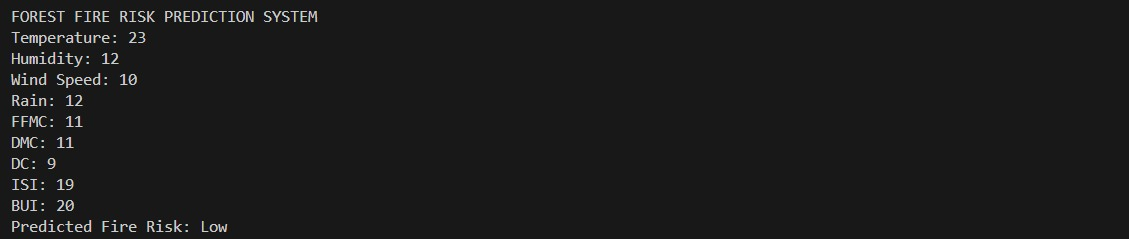 FOREST FIRE RISK PREDICTION SYSTEM
Temperature: 23
Humidity: 12
Wind Speed: 10
Rain: 12
FFMC: 11
DMC: 11
DC: 9
ISI: 19
BUI: 20
Predicted Fire Risk: Low